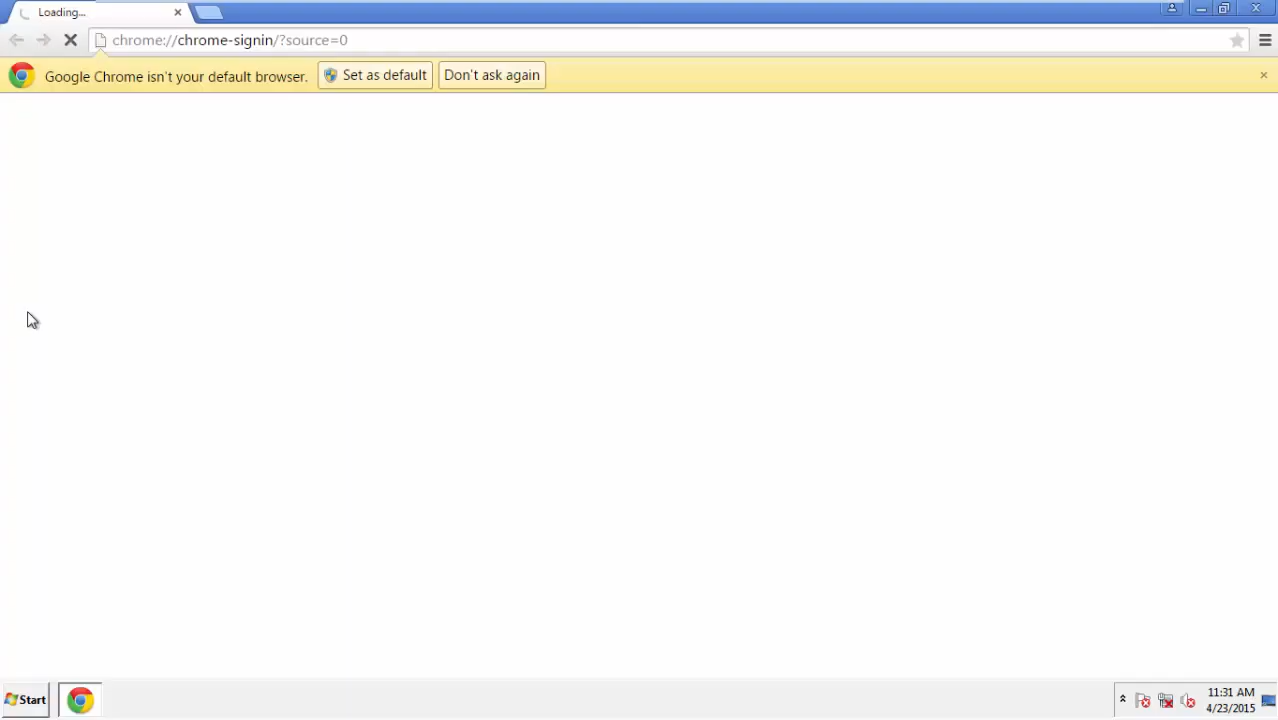 Loading...
chrome://chrome-signin/?source=0
Google Chrome isn't your default browser. Set as default Don't ask again
Start
11:31 AM
4/23/2015